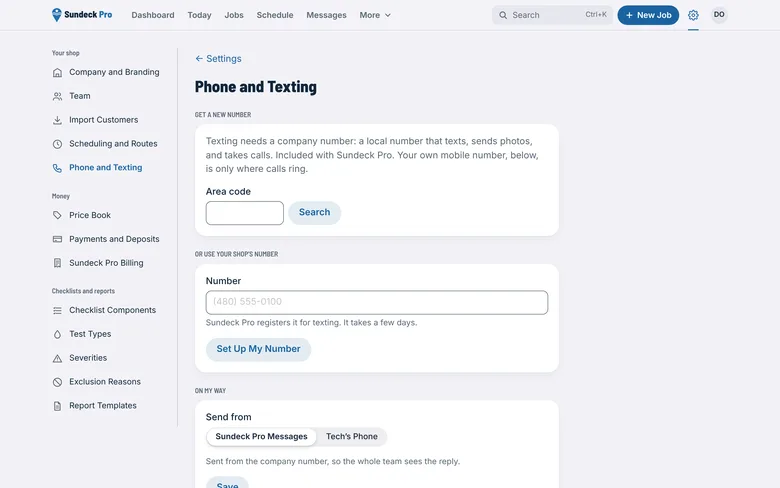 Sundeck Pro
Dashboard
Today
Jobs
Schedule
Messages
More
Search
Ctrl+K
+ New Job
DO
Your shop
Company and Branding
Team
Import Customers
Scheduling and Routes
Phone and Texting
Money
Price Book
Payments and Deposits
Sundeck Pro Billing
Checklists and reports
Checklist Components
Test Types
Severities
Exclusion Reasons
Report Templates
← Settings
Phone and Texting
GET A NEW NUMBER
Texting needs a company number: a local number that texts, sends photos,
and takes calls. Included with Sundeck Pro. Your own mobile number, below,
is only where calls ring.
Area code
Search
OR USE YOUR SHOP'S NUMBER
Number
(480) 555-0100
Sundeck Pro registers it for texting. It takes a few days.
Set Up My Number
ON MY WAY
Send from
Sundeck Pro Messages
Tech's Phone
Sent from the company number, so the whole team sees the reply.
Save